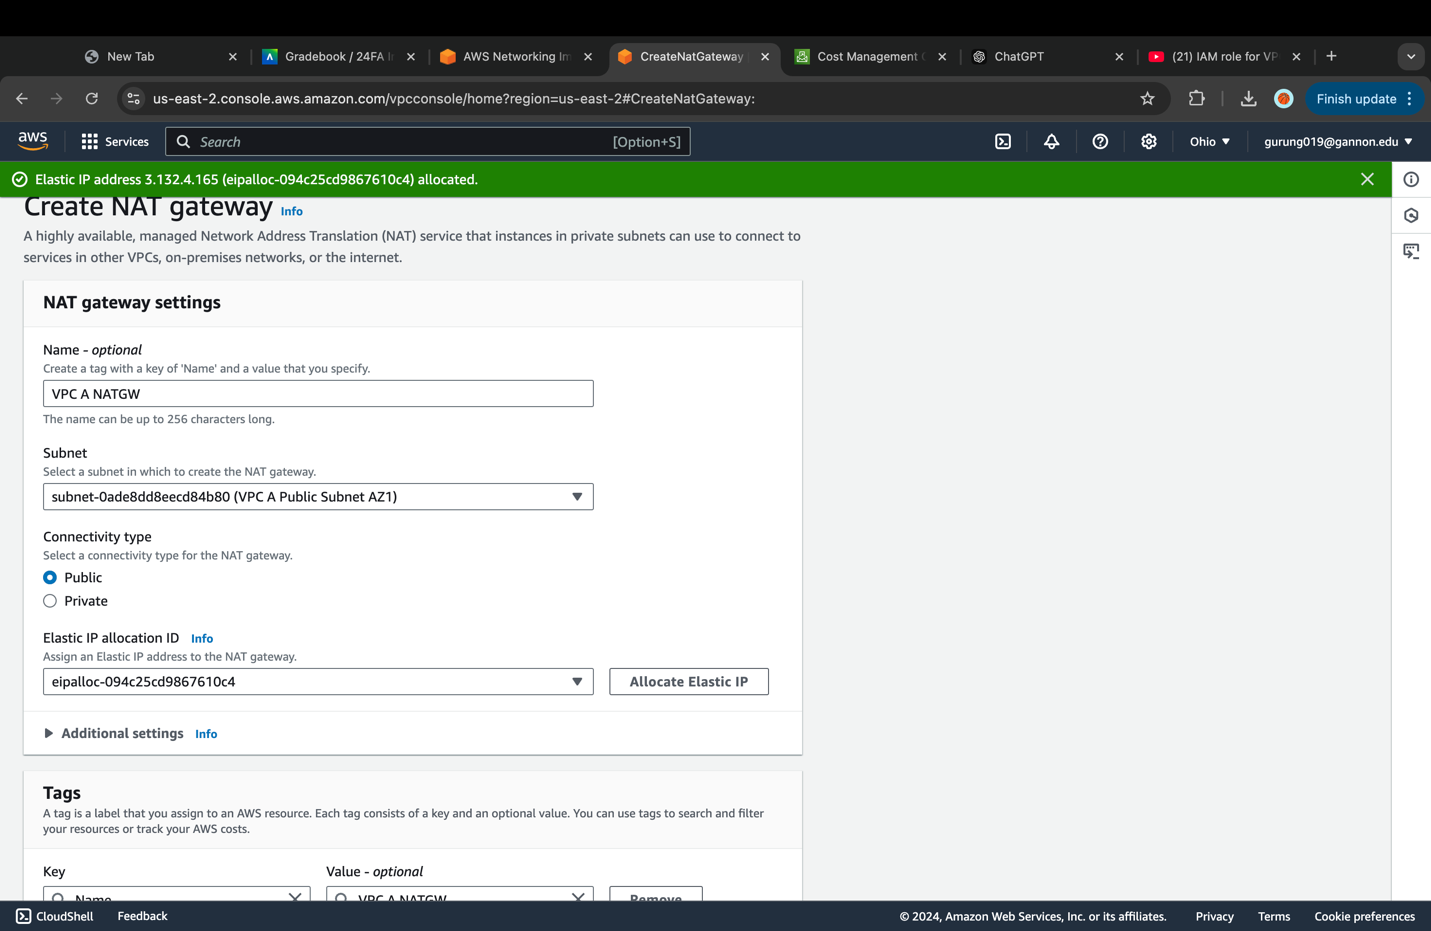 New Tab
Gradebook / 24FA I
AWS Networking Im
CreateNatGateway
Cost Management C
ChatGPT
(21) IAM role for VP
us-east-2.console.aws.amazon.com/vpcconsole/home?region=us-east-2#CreateNatGateway:
Finish update
aws
Services
Search
[Option+S]
Ohio
gurung019@gannon.edu
Elastic IP address 3.132.4.165 (eipalloc-094c25cd9867610c4) allocated.
Create NAT gateway Info
A highly available, managed Network Address Translation (NAT) service that instances in private subnets can use to connect to
services in other VPCs, on-premises networks, or the internet.
NAT gateway settings
Name - optional
Create a tag with a key of 'Name' and a value that you specify.
VPC A NATGW
The name can be up to 256 characters long.
Subnet
Select a subnet in which to create the NAT gateway.
subnet-0ade8dd8eecd84b80 (VPC A Public Subnet AZ1)
Connectivity type
Select a connectivity type for the NAT gateway.
Public
Private
Elastic IP allocation ID Info
Assign an Elastic IP address to the NAT gateway.
eipalloc-094c25cd9867610c4
Allocate Elastic IP
Additional settings Info
Tags
A tag is a label that you assign to an AWS resource. Each tag consists of a key and an optional value. You can use tags to search and filter
your resources or track your AWS costs.
Key
Value - optional
Name
VPC A NATGW
Remove
CloudShell
Feedback
© 2024, Amazon Web Services, Inc. or its affiliates.
Privacy
Terms
Cookie preferences